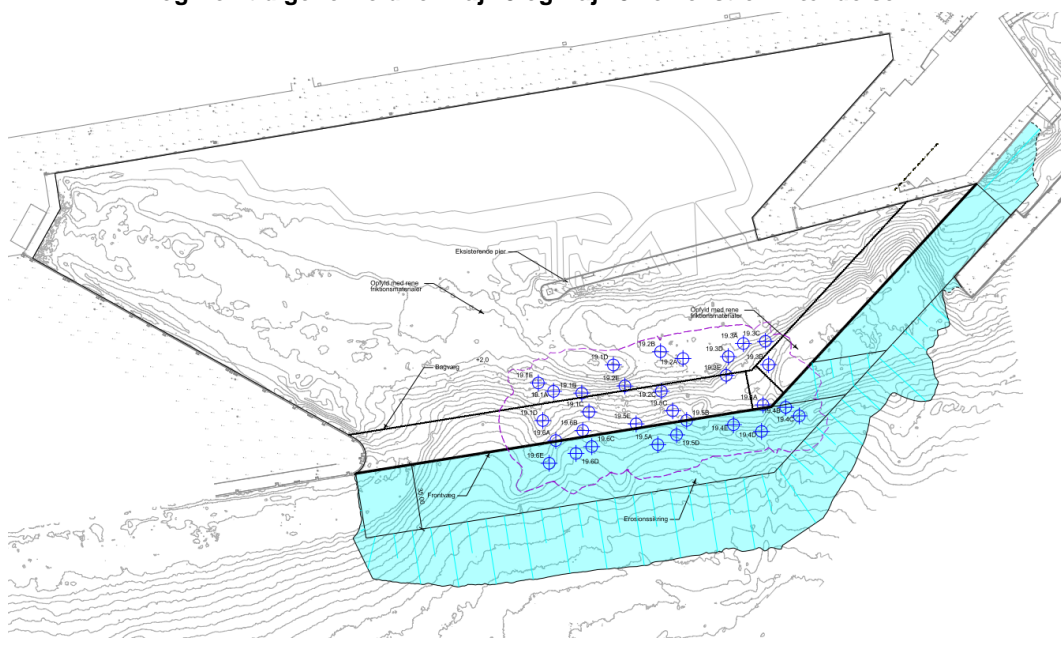 Eksisterende pier
Opfyld med rene
friktionsmaterialer
Opfyld med rene
friktionsmaterialer
19.3A
19.3C
19.2B
19.2A
19.3D
19.1D
19.3B
19.3E
+2,0
Bagvæg
19.1E
19.2E
19.1A
19.1B
19.2C
19.1C
19.5C
19.4B
19.1D
19.5B
19.4C
19.6B
19.5E
19.4E
19.6A
19.5A
19.5D
19.4D
19.6C
19.6E
19.6D
Frontvæg
35.00
Erosionssikring